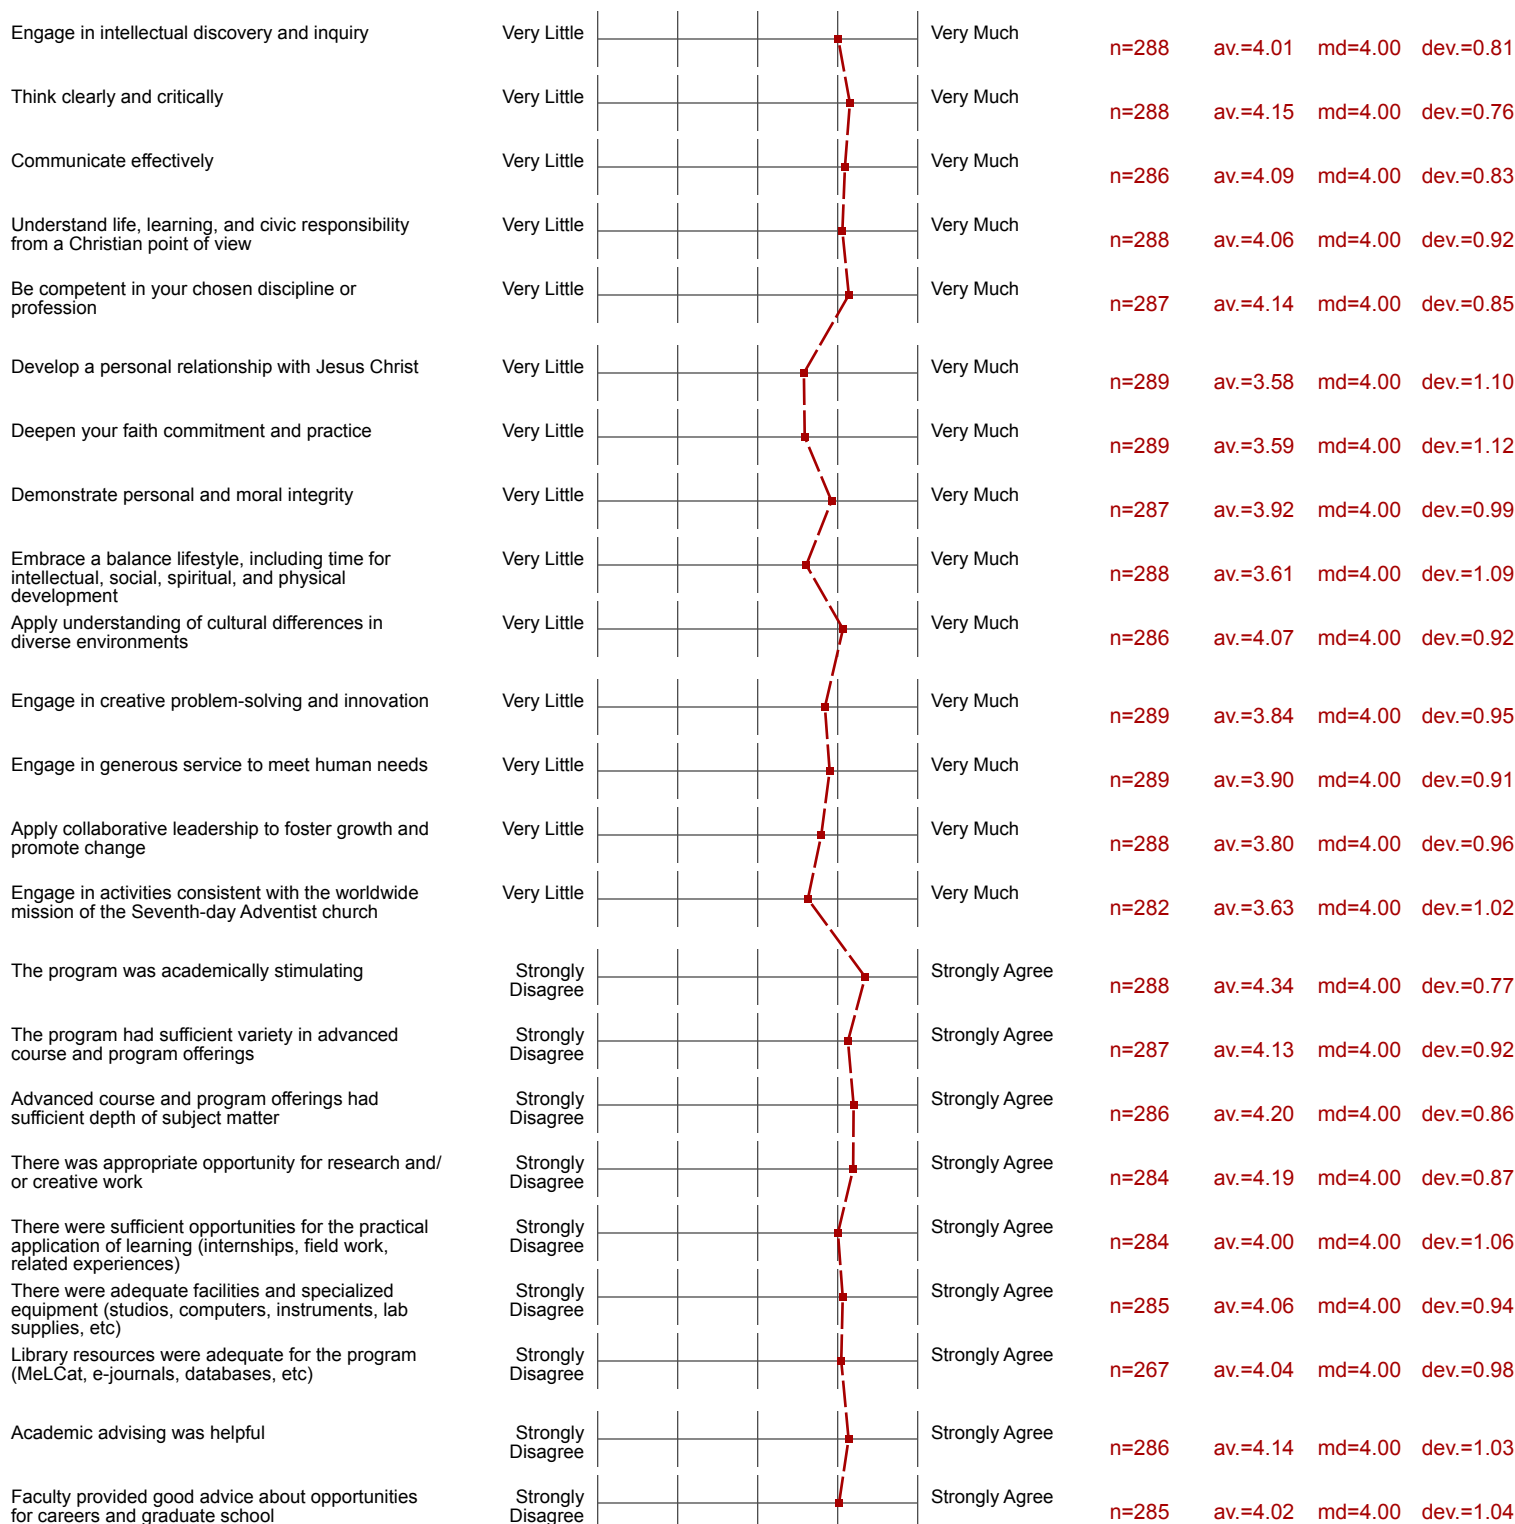 Engage in intellectual discovery and inquiry Very Little Very Much n=288 av.=4.01 md=4.00 dev.=0.81
Think clearly and critically Very Little Very Much n=288 av.=4.15 md=4.00 dev.=0.76
Communicate effectively Very Little Very Much n=286 av.=4.09 md=4.00 dev.=0.83
Understand life, learning, and civic responsibility Very Little Very Much
from a Christian point of view n=288 av.=4.06 md=4.00 dev.=0.92
Be competent in your chosen discipline or Very Little Very Much
profession n=287 av.=4.14 md=4.00 dev.=0.85
Develop a personal relationship with Jesus Christ Very Little Very Much n=289 av.=3.58 md=4.00 dev.=1.10
Deepen your faith commitment and practice Very Little Very Much n=289 av.=3.59 md=4.00 dev.=1.12
Demonstrate personal and moral integrity Very Little Very Much n=287 av.=3.92 md=4.00 dev.=0.99
Embrace a balance lifestyle, including time for Very Little Very Much
intellectual, social, spiritual, and physical n=288 av.=3.61 md=4.00 dev.=1.09
development
Apply understanding of cultural differences in Very Little Very Much
diverse environments n=286 av.=4.07 md=4.00 dev.=0.92
Engage in creative problem-solving and innovation Very Little Very Much n=289 av.=3.84 md=4.00 dev.=0.95
Engage in generous service to meet human needs Very Little Very Much n=289 av.=3.90 md=4.00 dev.=0.91
Apply collaborative leadership to foster growth and Very Little Very Much
promote change n=288 av.=3.80 md=4.00 dev.=0.96
Engage in activities consistent with the worldwide Very Little Very Much
mission of the Seventh-day Adventist church n=282 av.=3.63 md=4.00 dev.=1.02
The program was academically stimulating Strongly Strongly Agree
Disagree n=288 av.=4.34 md=4.00 dev.=0.77
The program had sufficient variety in advanced Strongly Strongly Agree
course and program offerings Disagree n=287 av.=4.13 md=4.00 dev.=0.92
Advanced course and program offerings had Strongly Strongly Agree
sufficient depth of subject matter Disagree n=286 av.=4.20 md=4.00 dev.=0.86
There was appropriate opportunity for research and/ Strongly Strongly Agree
or creative work Disagree n=284 av.=4.19 md=4.00 dev.=0.87
There were sufficient opportunities for the practical Strongly Strongly Agree
application of learning (internships, field work, Disagree n=284 av.=4.00 md=4.00 dev.=1.06
related experiences)
There were adequate facilities and specialized Strongly Strongly Agree
equipment (studios, computers, instruments, lab Disagree n=285 av.=4.06 md=4.00 dev.=0.94
supplies, etc)
Library resources were adequate for the program Strongly Strongly Agree
(MeLCat, e-journals, databases, etc) Disagree n=267 av.=4.04 md=4.00 dev.=0.98
Academic advising was helpful Strongly Strongly Agree
Disagree n=286 av.=4.14 md=4.00 dev.=1.03
Faculty provided good advice about opportunities Strongly Strongly Agree
for careers and graduate school Disagree n=285 av.=4.02 md=4.00 dev.=1.04